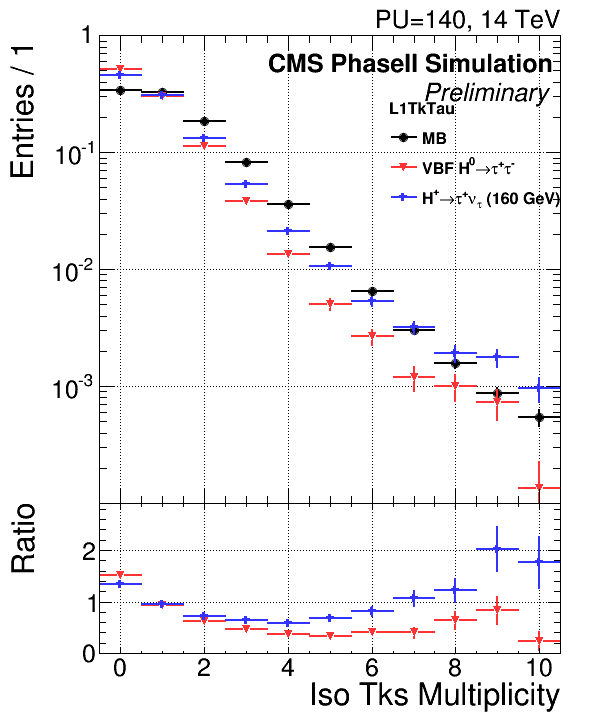 PU=140, 14 TeV
Entries / 1
1
10⁻¹
10⁻²
10⁻³
CMS PhaseII Simulation
Preliminary
L1TkTau
MB
VBF H⁰→τ⁺τ⁻
H⁺→τ⁺ντ (160 GeV)
Ratio
2
1
0
0 2 4 6 8 10
Iso Tks Multiplicity